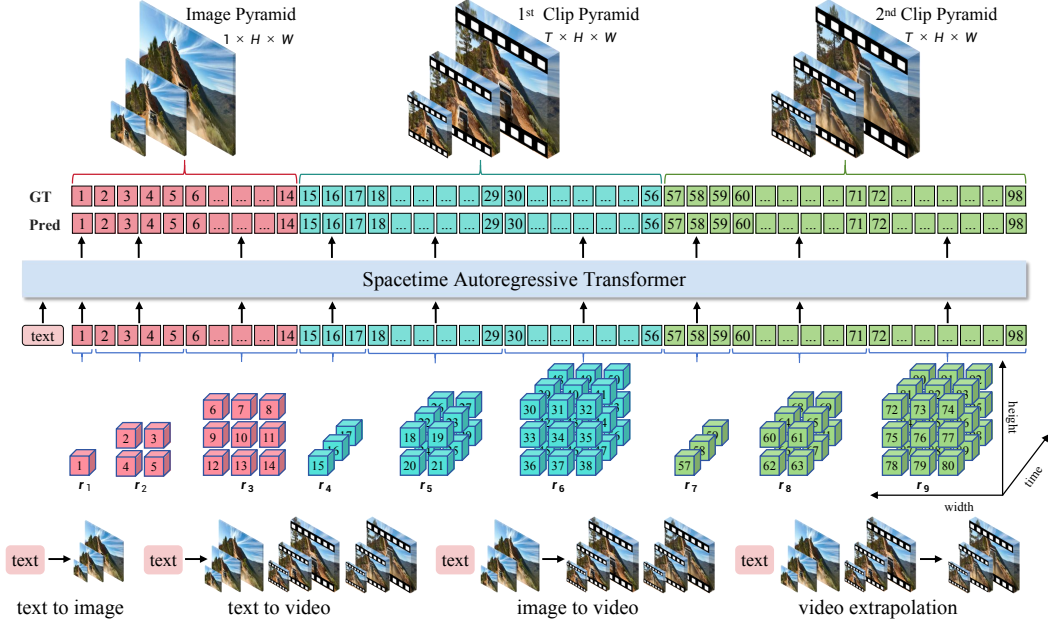 Image Pyramid
1 × H × W
1st Clip Pyramid
T × H × W
2nd Clip Pyramid
T × H × W
GT 1 2 3 4 5 6 ... ... ... 14 15 16 17 18 ... ... ... ... 29 30 .... ... ... ... ... 56 57 58 59 60 ... ... ... ... 71 72 ... ... ... ... ... 98
Pred 1 2 3 4 5 6 ... ... ... 14 15 16 17 18 ... ... ... ... 29 30 .... ... ... ... ... 56 57 58 59 60 ... ... ... ... 71 72 ... ... ... ... ... 98
Spacetime Autoregressive Transformer
text 1 2 3 4 5 6 ... ... ... 14 15 16 17 18 ... ... ... ... 29 30 .... ... ... ... ... 56 57 58 59 60 ... ... ... ... 71 72 ... ... ... ... ... 98
1
2 3
4 5
6 7 8
9 10 11
12 13 14
15
18 19
20 21
30 31 32
33 34 35
36 37 38
57
60 61
62 63
72 73 74
75 76 77
78 79 80
r1 r2 r3 r4 r5 r6 r7 r8 r9
height
time
width
text
text
text
text
text to image
text to video
image to video
video extrapolation